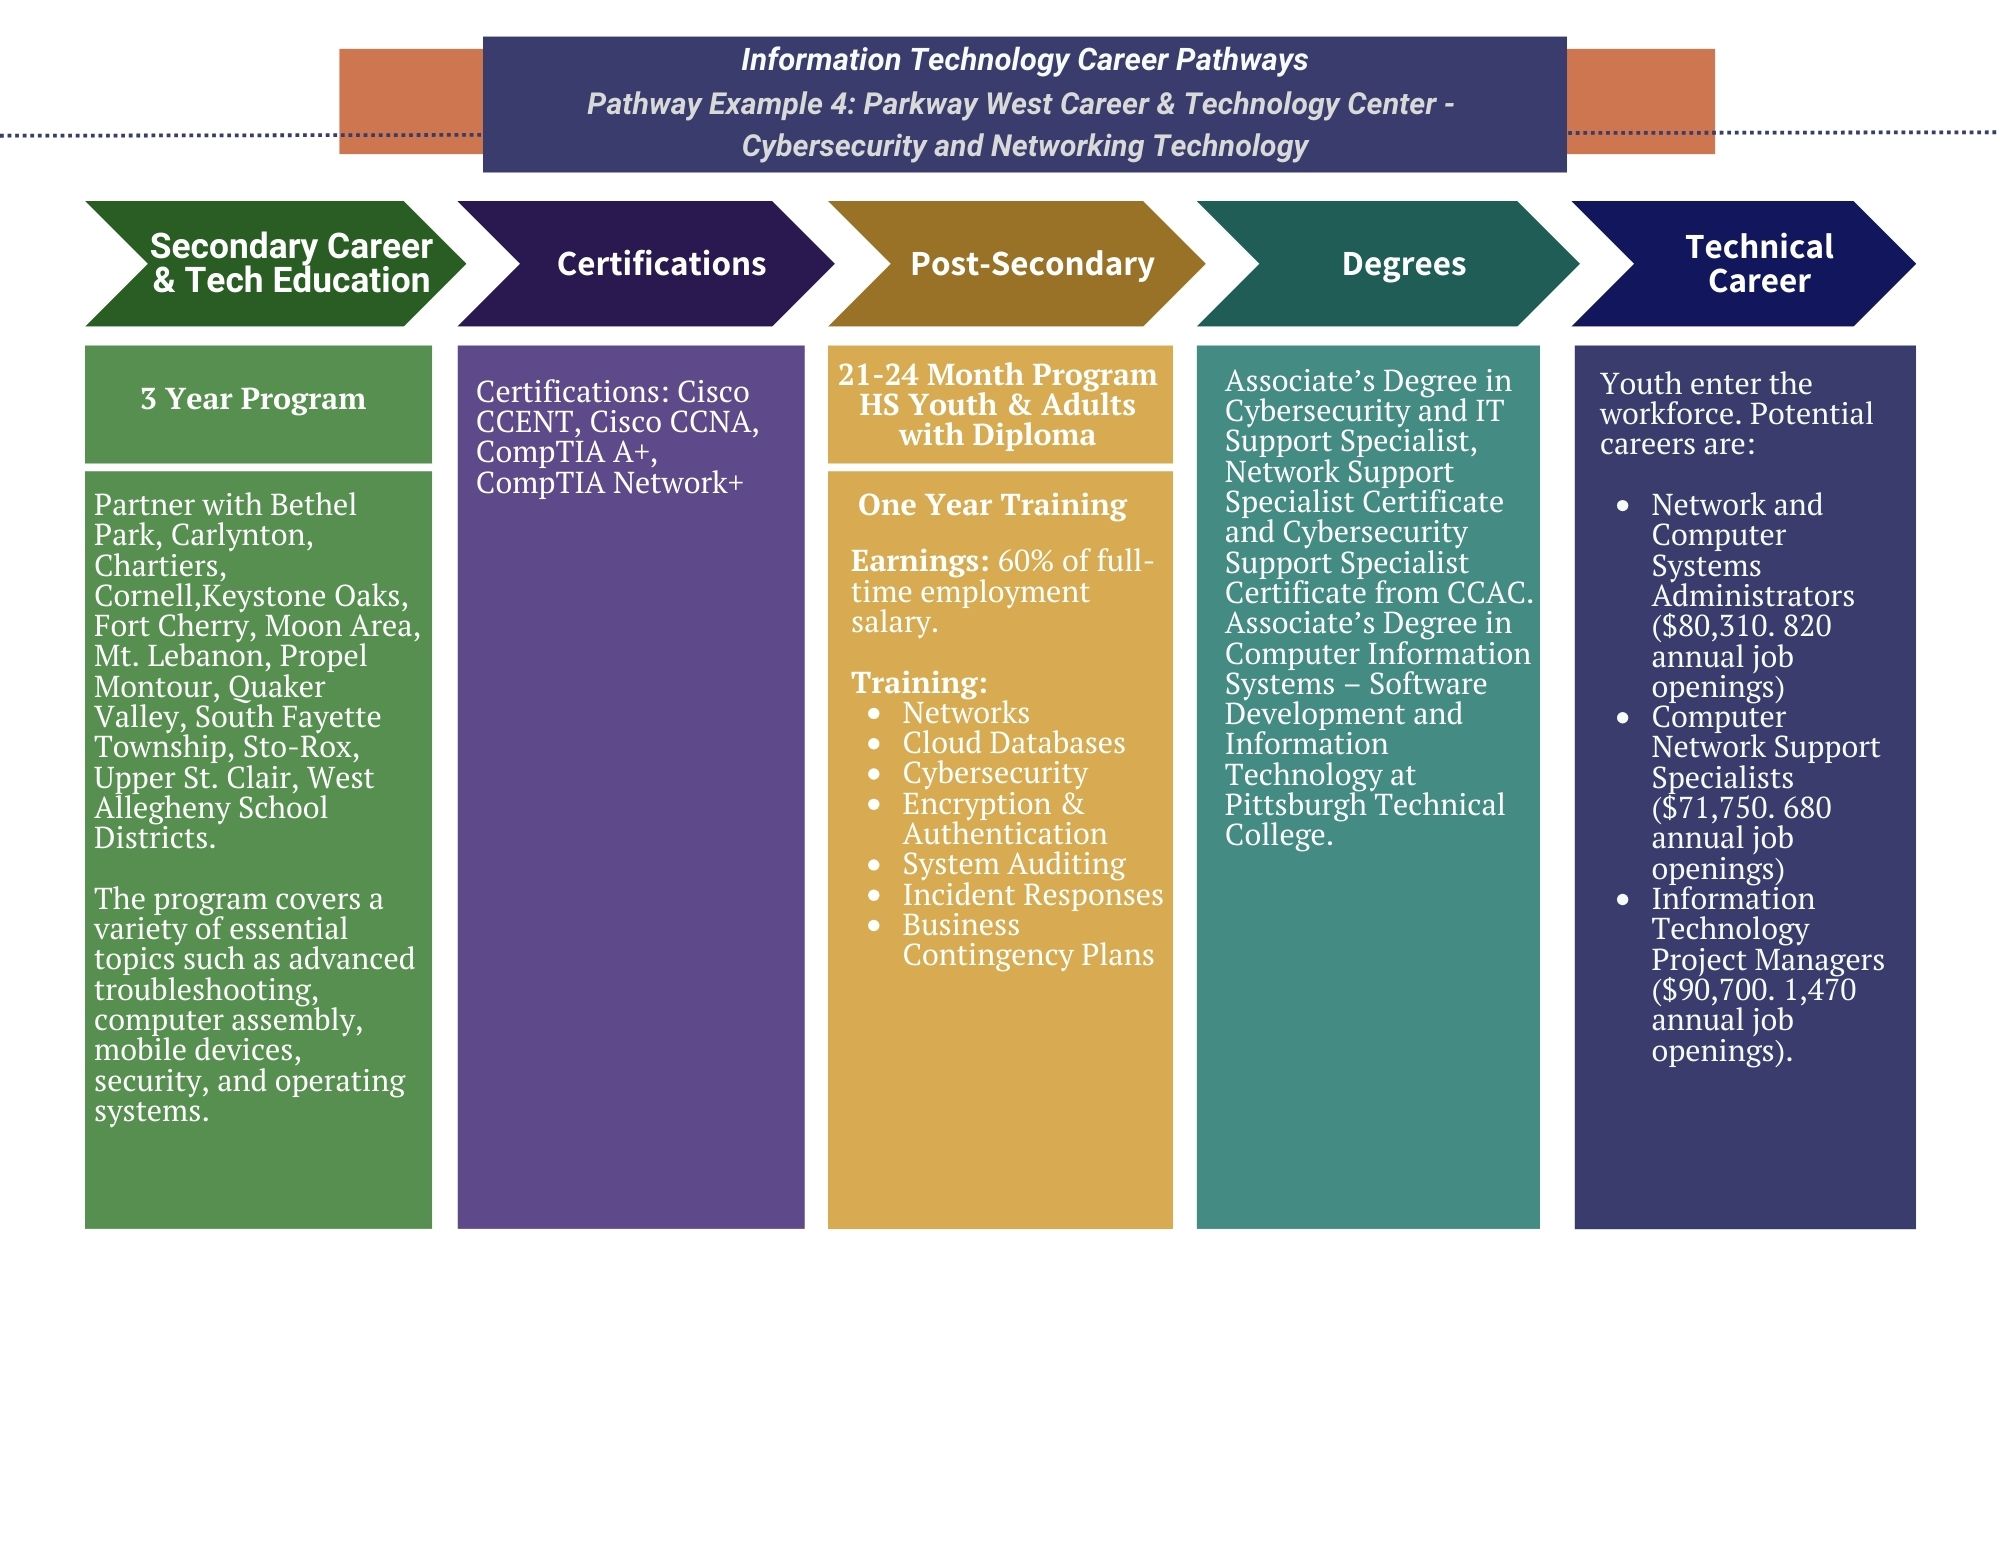 Information Technology Career Pathways
Pathway Example 4: Parkway West Career & Technology Center -
Cybersecurity and Networking Technology
Secondary Career
& Tech Education
Certifications
Post-Secondary
Degrees
Technical
Career
3 Year Program
Partner with Bethel
Park, Carlynton,
Chartiers,
Cornell,Keystone Oaks,
Fort Cherry, Moon Area,
Mt. Lebanon, Propel
Montour, Quaker
Valley, South Fayette
Township, Sto-Rox,
Upper St. Clair, West
Allegheny School
Districts.
The program covers a
variety of essential
topics such as advanced
troubleshooting,
computer assembly,
mobile devices,
security, and operating
systems.
Certifications: Cisco
CCENT, Cisco CCNA,
CompTIA A+,
CompTIA Network+
21-24 Month Program
HS Youth & Adults
with Diploma
One Year Training
Earnings: 60% of full-
time employment
salary.
Training:
• Networks
• Cloud Databases
• Cybersecurity
• Encryption &
Authentication
• System Auditing
• Incident Responses
• Business
Contingency Plans
Associate’s Degree in
Cybersecurity and IT
Support Specialist,
Network Support
Specialist Certificate
and Cybersecurity
Support Specialist
Certificate from CCAC.
Associate’s Degree in
Computer Information
Systems – Software
Development and
Information
Technology at
Pittsburgh Technical
College.
Youth enter the
workforce. Potential
careers are:
• Network and
Computer
Systems
Administrators
($80,310. 820
annual job
openings)
• Computer
Network Support
Specialists
($71,750. 680
annual job
openings)
• Information
Technology
Project Managers
($90,700. 1,470
annual job
openings).